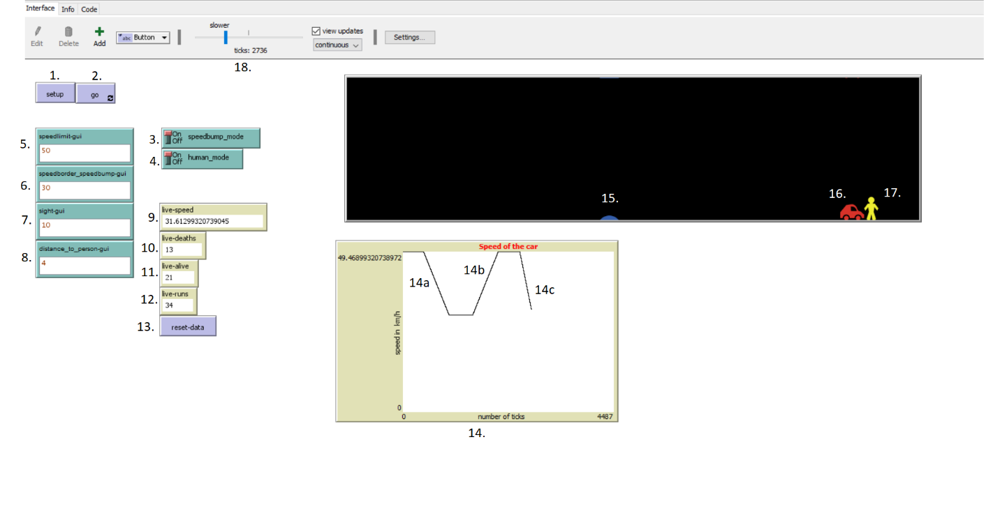 Interface Info Code
Edit Delete Add abc Button slower ticks: 2736 view updates continuous Settings...
18.
1. 2.
setup go
5. speedlimit-gui
50
6. speedborder_speedbump-gui
30
7. sight-gui
10
8. distance_to_person-gui
4
3. On Off speedbump_mode
4. On Off human_mode
9. live-speed
31.61299320739045
10. live-deaths
13
11. live-alive
21
12. live-runs
34
13. reset-data
15. 16. 17.
Speed of the car
49.46899320738972
14a 14b 14c
speed in km/h
0
0 number of ticks 4487
14.